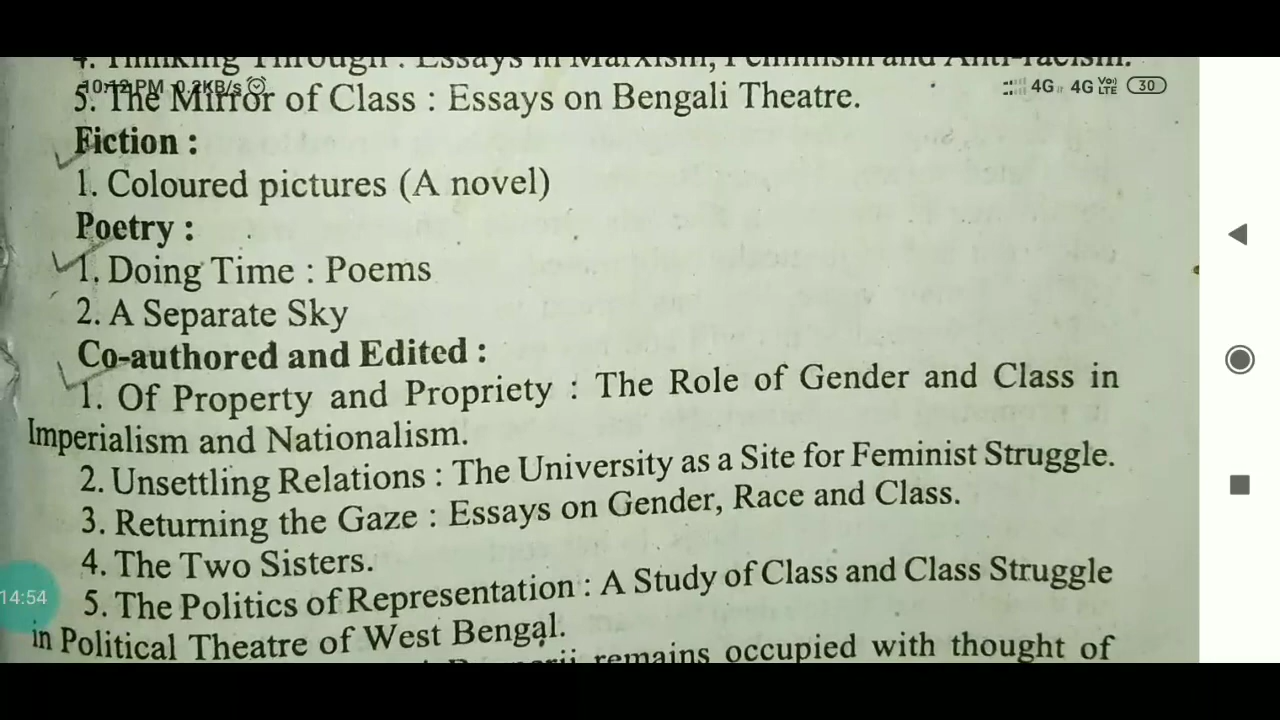 4. Thinking Through : Essays in Marxism, Feminism and Anti-racism.
10:12 PM 0.2KB/s 4G 4G Vo) LTE 30
5. The Mirror of Class : Essays on Bengali Theatre.
Fiction :
1. Coloured pictures (A novel)
Poetry :
1. Doing Time : Poems
2. A Separate Sky
Co-authored and Edited :
1. Of Property and Propriety : The Role of Gender and Class in
Imperialism and Nationalism.
2. Unsettling Relations : The University as a Site for Feminist Struggle.
3. Returning the Gaze : Essays on Gender, Race and Class.
4. The Two Sisters.
14:54
5. The Politics of Representation : A Study of Class and Class Struggle
in Political Theatre of West Bengal.
remains occupied with thought of